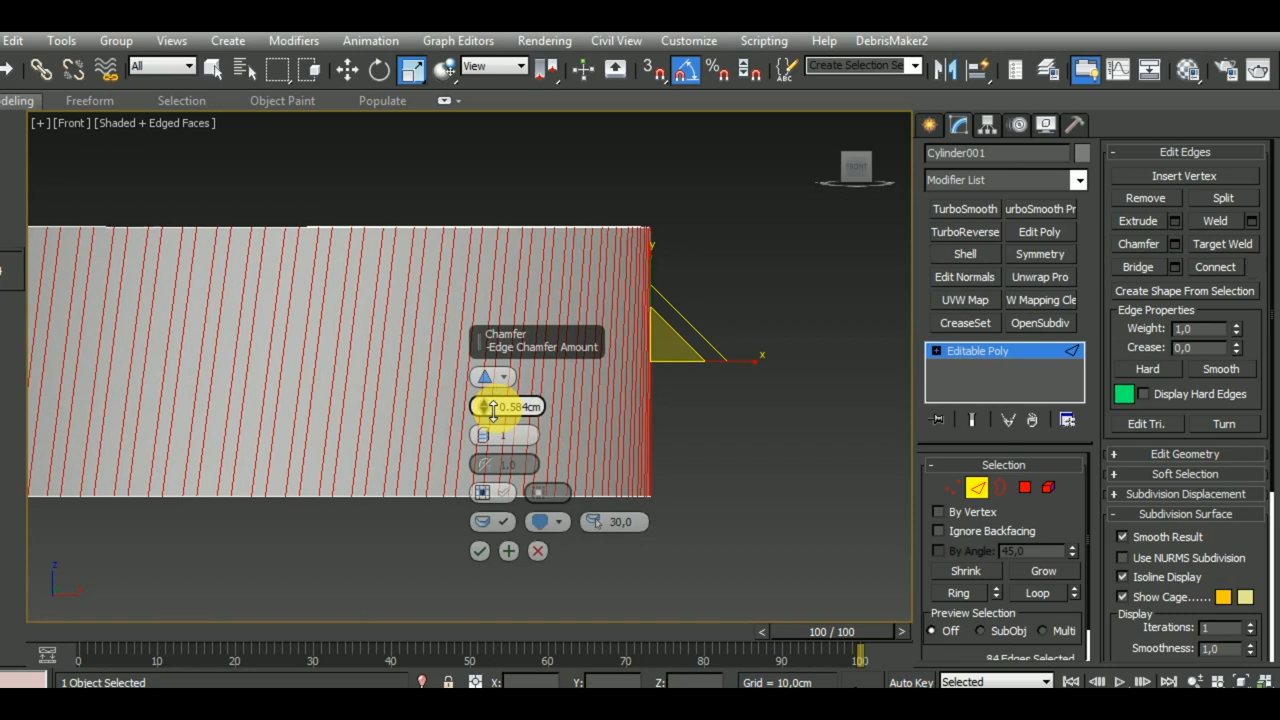 Edit Tools Group Views Create Modifiers Animation Graph Editors Rendering Civil View Customize Scripting Help DebrisMaker2
All View 3 ABC Create Selection Se
deling Freeform Selection Object Paint Populate
[+] [Front ] [Shaded + Edged Faces ]
FRONT
Cylinder001
Modifier List
TurboSmooth urboSmooth Pr
TurboReverse Edit Poly
Shell Symmetry
Edit Normals Unwrap Pro
UVW Map W Mapping Cle
CreaseSet OpenSubdiv
Editable Poly
Selection
By Vertex
Ignore Backfacing
By Angle: 45,0
Shrink Grow
Ring Loop
Preview Selection
Off SubObj Multi
84 Edges Selected
Edit Edges
Insert Vertex
Remove Split
Extrude Weld
Chamfer Target Weld
Bridge Connect
Create Shape From Selection
Edge Properties
Weight: 1,0
Crease: 0,0
Hard Smooth
Display Hard Edges
Edit Tri. Turn
Edit Geometry
Soft Selection
Subdivision Displacement
Subdivision Surface
Smooth Result
Use NURMS Subdivision
Isoline Display
Show Cage......
Display
Iterations: 1
Smoothness: 1,0
y
x
Chamfer
-Edge Chamfer Amount
0.584cm
1
1.0
30,0
z
100 / 100
0 10 20 30 40 50 60 70 80 90 100
1 Object Selected X: Y: Z: Grid = 10,0cm Auto Key Selected